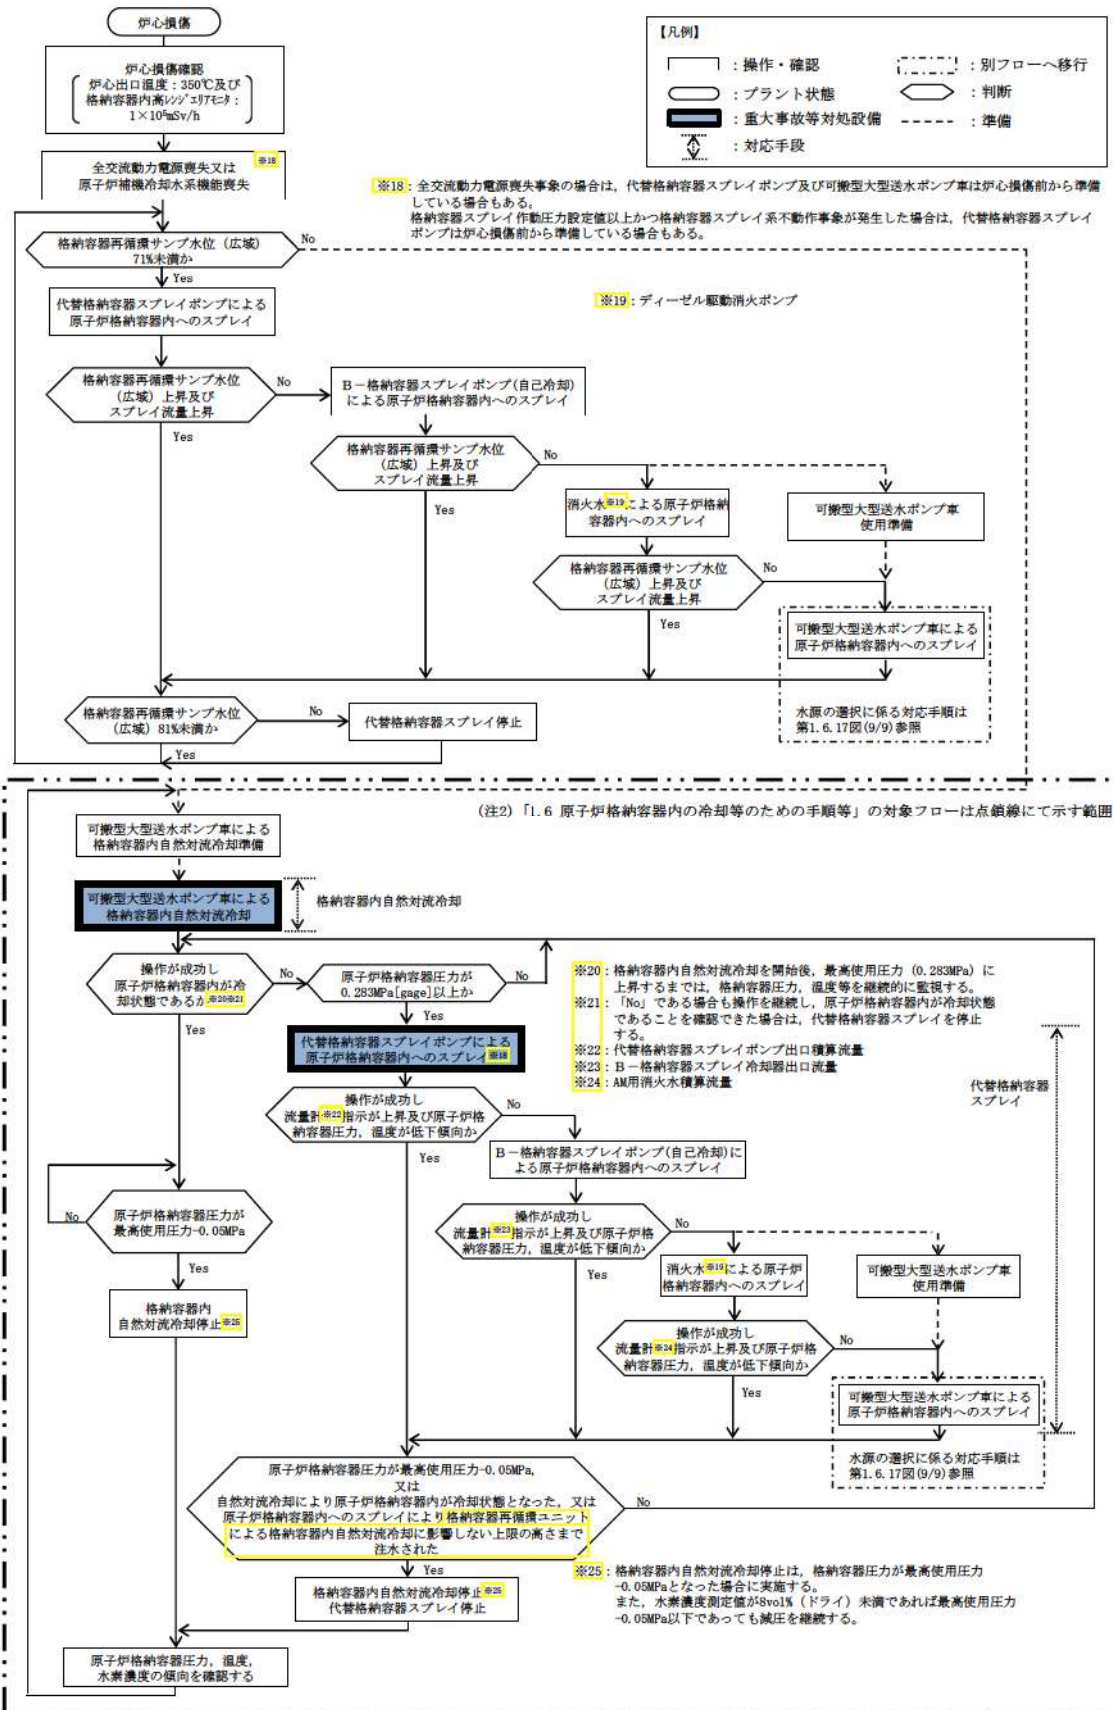 炉心損傷
炉心損傷確認
炉心出口温度：350℃及び
格納容器内高ﾚﾝｼﾞｴﾘｱﾓﾆﾀ：
1×10⁵mSv/h
全交流動力電源喪失又は ※18
原子炉補機冷却水系機能喪失
【凡例】
：操作・確認
：プラント状態
：重大事故等対処設備
：対応手段
：別フローへ移行
：判断
：準備
※18：全交流動力電源喪失事象の場合は，代替格納容器スプレイポンプ及び可搬型大型送水ポンプ車は炉心損傷前から準備
している場合もある。
格納容器スプレイ作動圧力設定値以上かつ格納容器スプレイ系不動作事象が発生した場合は，代替格納容器スプレイ
ポンプは炉心損傷前から準備している場合もある。
格納容器再循環サンプ水位（広域）
71%未満か
No
Yes
代替格納容器スプレイポンプによる
原子炉格納容器内へのスプレイ
※19：ディーゼル駆動消火ポンプ
格納容器再循環サンプ水位
（広域）上昇及び
スプレイ流量上昇
No
Yes
B－格納容器スプレイポンプ(自己冷却)
による原子炉格納容器内へのスプレイ
格納容器再循環サンプ水位
（広域）上昇及び
スプレイ流量上昇
No
Yes
消火水※19による原子炉格納
容器内へのスプレイ
可搬型大型送水ポンプ車
使用準備
格納容器再循環サンプ水位
（広域）上昇及び
スプレイ流量上昇
No
Yes
可搬型大型送水ポンプ車による
原子炉格納容器内へのスプレイ
水源の選択に係る対応手順は
第1.6.17図(9/9)参照
格納容器再循環サンプ水位
（広域）81%未満か
No
Yes
代替格納容器スプレイ停止
(注2)「1.6 原子炉格納容器内の冷却等のための手順等」の対象フローは点鎖線にて示す範囲
可搬型大型送水ポンプ車による
格納容器内自然対流冷却準備
可搬型大型送水ポンプ車による
格納容器内自然対流冷却
格納容器内自然対流冷却
操作が成功し
原子炉格納容器内が冷
却状態であるか※20※21
No
Yes
原子炉格納容器圧力が
0.283MPa[gage]以上か
No
Yes
※20：格納容器内自然対流冷却を開始後，最高使用圧力（0.283MPa）に
上昇するまでは，格納容器圧力，温度等を継続的に監視する。
※21：「No」である場合も操作を継続し，原子炉格納容器内が冷却状態
であることを確認できた場合は，代替格納容器スプレイを停止
する。
※22：代替格納容器スプレイポンプ出口積算流量
※23：B－格納容器スプレイ冷却器出口流量
※24：AM用消火水積算流量
代替格納容器スプレイポンプによる
原子炉格納容器内へのスプレイ※18
代替格納容器
スプレイ
操作が成功し
流量計※22指示が上昇及び原子炉格
納容器圧力，温度が低下傾向か
No
Yes
B－格納容器スプレイポンプ(自己冷却)に
よる原子炉格納容器内へのスプレイ
原子炉格納容器圧力が
最高使用圧力-0.05MPa
No
Yes
操作が成功し
流量計※23指示が上昇及び原子炉格
納容器圧力，温度が低下傾向か
No
Yes
消火水※19による原子炉
格納容器内へのスプレイ
可搬型大型送水ポンプ車
使用準備
格納容器内
自然対流冷却停止※25
操作が成功し
流量計※24指示が上昇及び原子炉格
納容器圧力，温度が低下傾向か
No
Yes
可搬型大型送水ポンプ車による
原子炉格納容器内へのスプレイ
水源の選択に係る対応手順は
第1.6.17図(9/9)参照
原子炉格納容器圧力が最高使用圧力-0.05MPa,
又は
自然対流冷却により原子炉格納容器内が冷却状態となった，又は
原子炉格納容器内へのスプレイにより格納容器再循環ユニット
による格納容器内自然対流冷却に影響しない上限の高さまで
注水された
No
Yes
格納容器内自然対流冷却停止※25
代替格納容器スプレイ停止
※25：格納容器内自然対流冷却停止は，格納容器圧力が最高使用圧力
-0.05MPaとなった場合に実施する。
また，水素濃度測定値が8vol%（ドライ）未満であれば最高使用圧力
-0.05MPa以下であっても減圧を継続する。
原子炉格納容器圧力，温度，
水素濃度の傾向を確認する